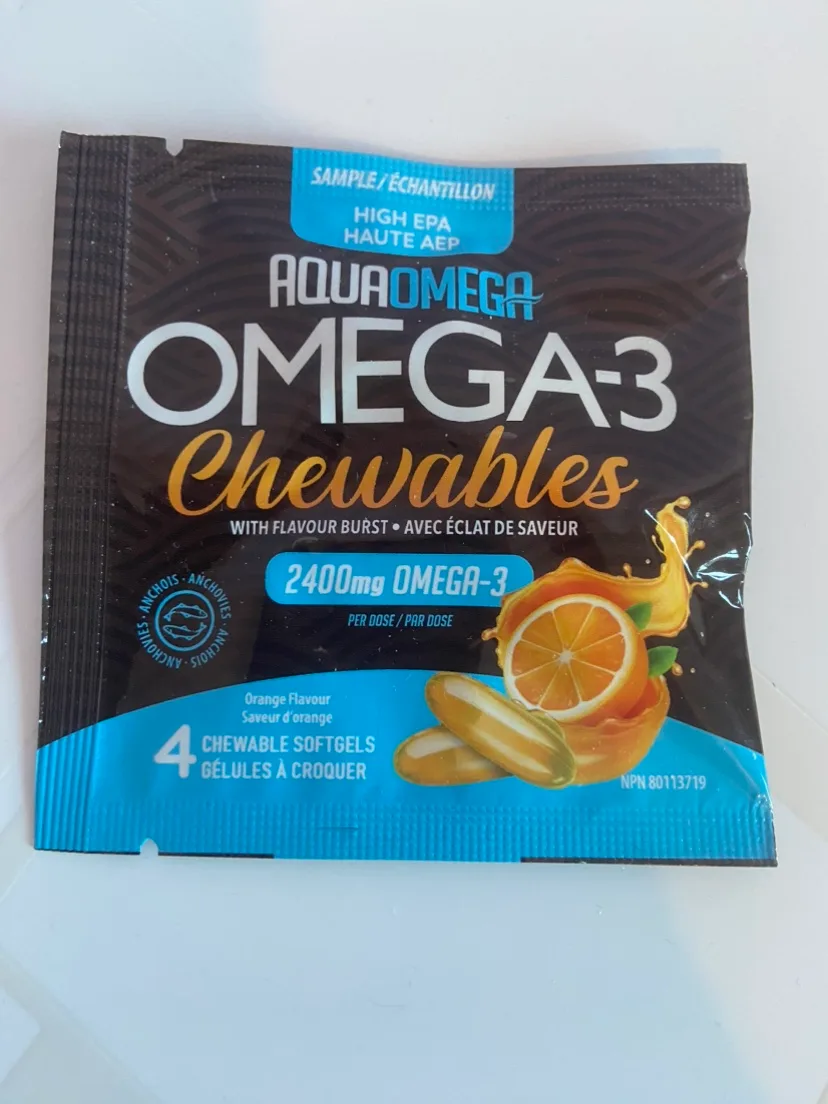 SAMPLE / ÉCHANTILLON
HIGH EPA
HAUTE AEP
AQUAOMEGA
OMEGA-3
Chewables
WITH FLAVOUR BURST • AVEC ÉCLAT DE SAVEUR
2400mg OMEGA-3
PER DOSE / PAR DOSE
ANCHOIS · ANCHOVIES · ANCHOIS · ANCHOVIES ·
Orange Flavour
Saveur d'orange
4 CHEWABLE SOFTGELS
GÉLULES À CROQUER
NPN 80113719